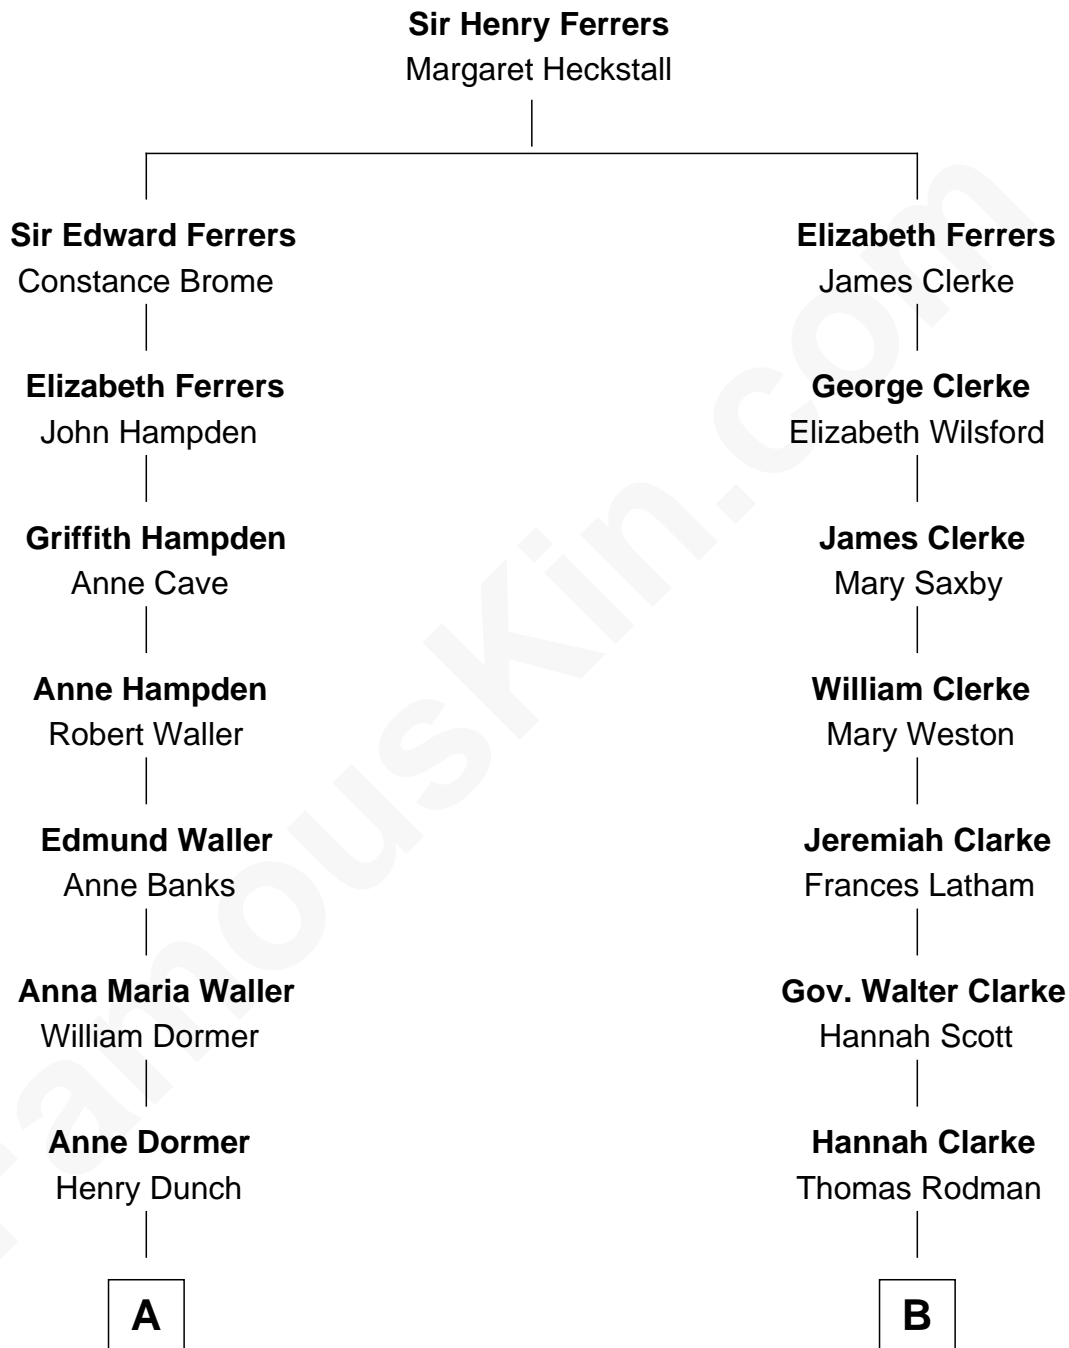 Sir Henry Ferrers
Margaret Heckstall
Sir Edward Ferrers
Constance Brome
Elizabeth Ferrers
James Clerke
Elizabeth Ferrers
John Hampden
George Clerke
Elizabeth Wilsford
Griffith Hampden
Anne Cave
James Clerke
Mary Saxby
Anne Hampden
Robert Waller
William Clerke
Mary Weston
Edmund Waller
Anne Banks
Jeremiah Clarke
Frances Latham
Anna Maria Waller
William Dormer
Gov. Walter Clarke
Hannah Scott
Anne Dormer
Henry Dunch
Hannah Clarke
Thomas Rodman
A
B
FamousKin.com